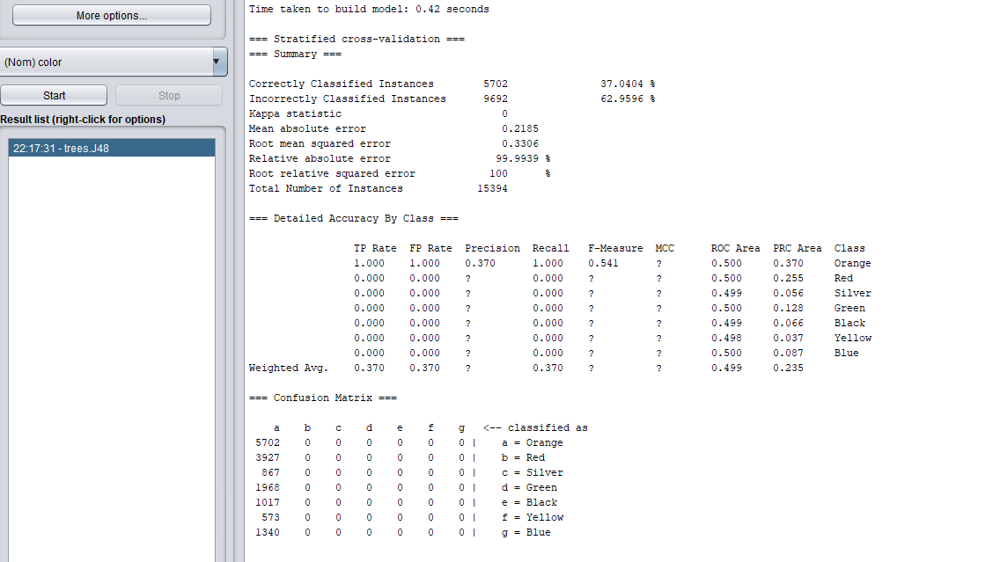 More options...
(Nom) color
Start Stop
Result list (right-click for options)
22:17:31 - trees.J48
Time taken to build model: 0.42 seconds
=== Stratified cross-validation ===
=== Summary ===
Correctly Classified Instances 5702 37.0404 %
Incorrectly Classified Instances 9692 62.9596 %
Kappa statistic 0
Mean absolute error 0.2185
Root mean squared error 0.3306
Relative absolute error 99.9939 %
Root relative squared error 100 %
Total Number of Instances 15394
=== Detailed Accuracy By Class ===
TP Rate FP Rate Precision Recall F-Measure MCC ROC Area PRC Area Class
1.000 1.000 0.370 1.000 0.541 ? 0.500 0.370 Orange
0.000 0.000 ? 0.000 ? ? 0.500 0.255 Red
0.000 0.000 ? 0.000 ? ? 0.499 0.056 Silver
0.000 0.000 ? 0.000 ? ? 0.500 0.128 Green
0.000 0.000 ? 0.000 ? ? 0.499 0.066 Black
0.000 0.000 ? 0.000 ? ? 0.498 0.037 Yellow
0.000 0.000 ? 0.000 ? ? 0.500 0.087 Blue
Weighted Avg. 0.370 0.370 ? 0.370 ? ? 0.499 0.235
=== Confusion Matrix ===
a b c d e f g <-- classified as
5702 0 0 0 0 0 0 | a = Orange
3927 0 0 0 0 0 0 | b = Red
867 0 0 0 0 0 0 | c = Silver
1968 0 0 0 0 0 0 | d = Green
1017 0 0 0 0 0 0 | e = Black
573 0 0 0 0 0 0 | f = Yellow
1340 0 0 0 0 0 0 | g = Blue